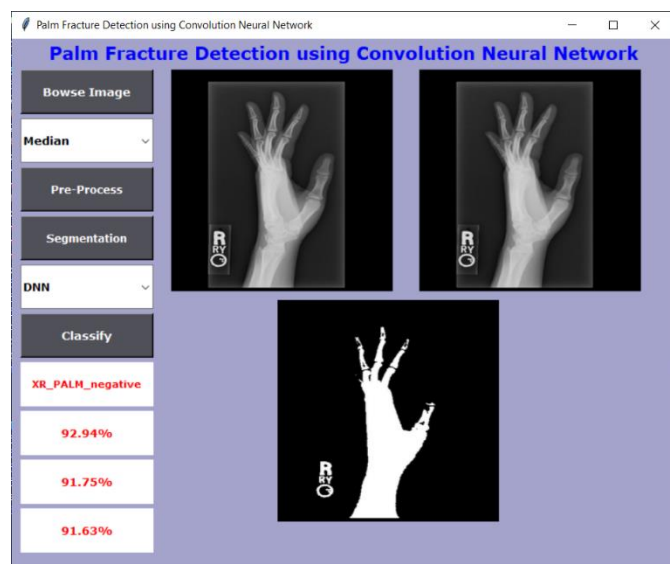 Palm Fracture Detection using Convolution Neural Network
Palm Fracture Detection using Convolution Neural Network
Bowse Image
Median
Pre-Process
Segmentation
DNN
Classify
XR_PALM_negative
92.94%
91.75%
91.63%
R
RY
R
RY
R
RY